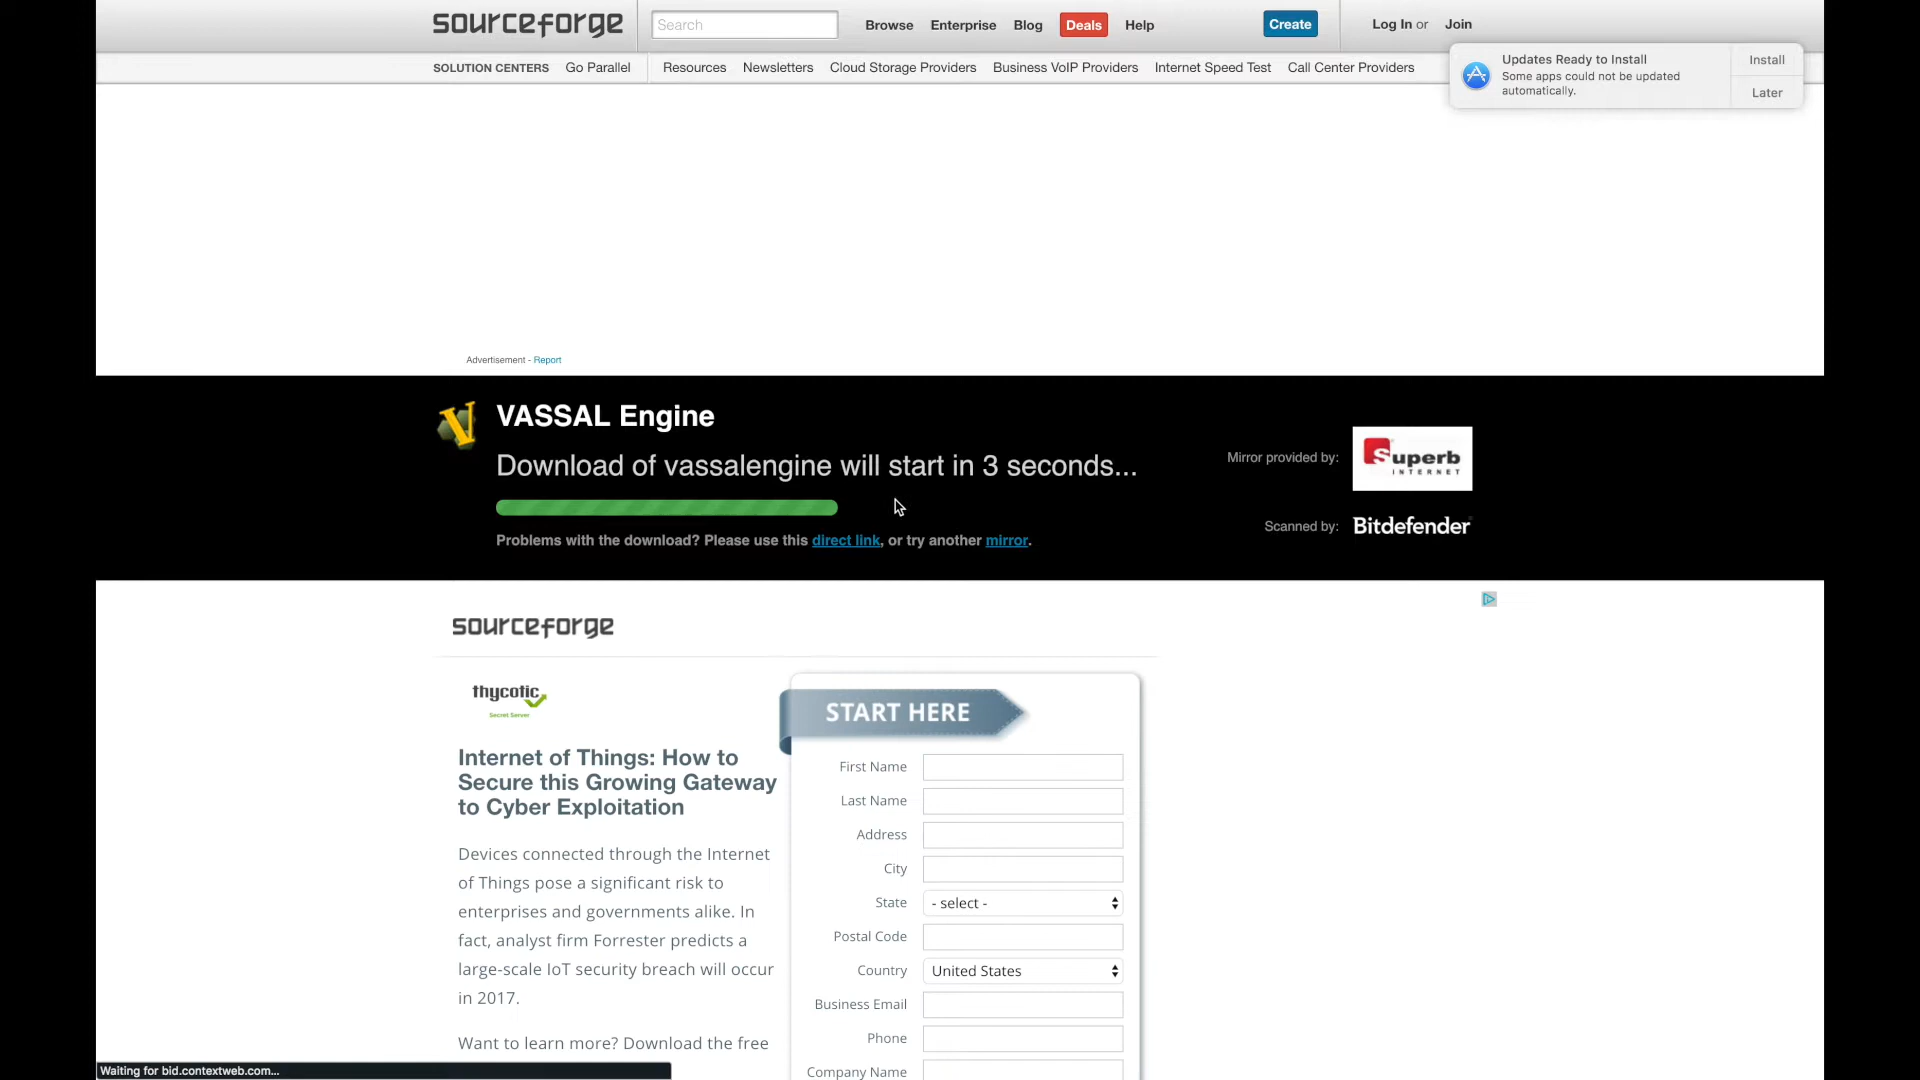 sourceforge
Search
Browse
Enterprise
Blog
Deals
Help
Create
Log In or Join
SOLUTION CENTERS
Go Parallel
Resources
Newsletters
Cloud Storage Providers
Business VoIP Providers
Internet Speed Test
Call Center Providers
Updates Ready to Install
Some apps could not be updated
automatically.
Install
Later
Advertisement - Report
VASSAL Engine
Download of vassalengine will start in 3 seconds...
Problems with the download? Please use this direct link, or try another mirror.
Mirror provided by:
Superb
INTERNET
Scanned by:
Bitdefender
sourceforge
thycotic
Secret Server
Internet of Things: How to
Secure this Growing Gateway
to Cyber Exploitation
Devices connected through the Internet
of Things pose a significant risk to
enterprises and governments alike. In
fact, analyst firm Forrester predicts a
large-scale IoT security breach will occur
in 2017.
Want to learn more? Download the free
START HERE
First Name
Last Name
Address
City
State
- select -
Postal Code
Country
United States
Business Email
Phone
Company Name
Waiting for bid.contextweb.com...